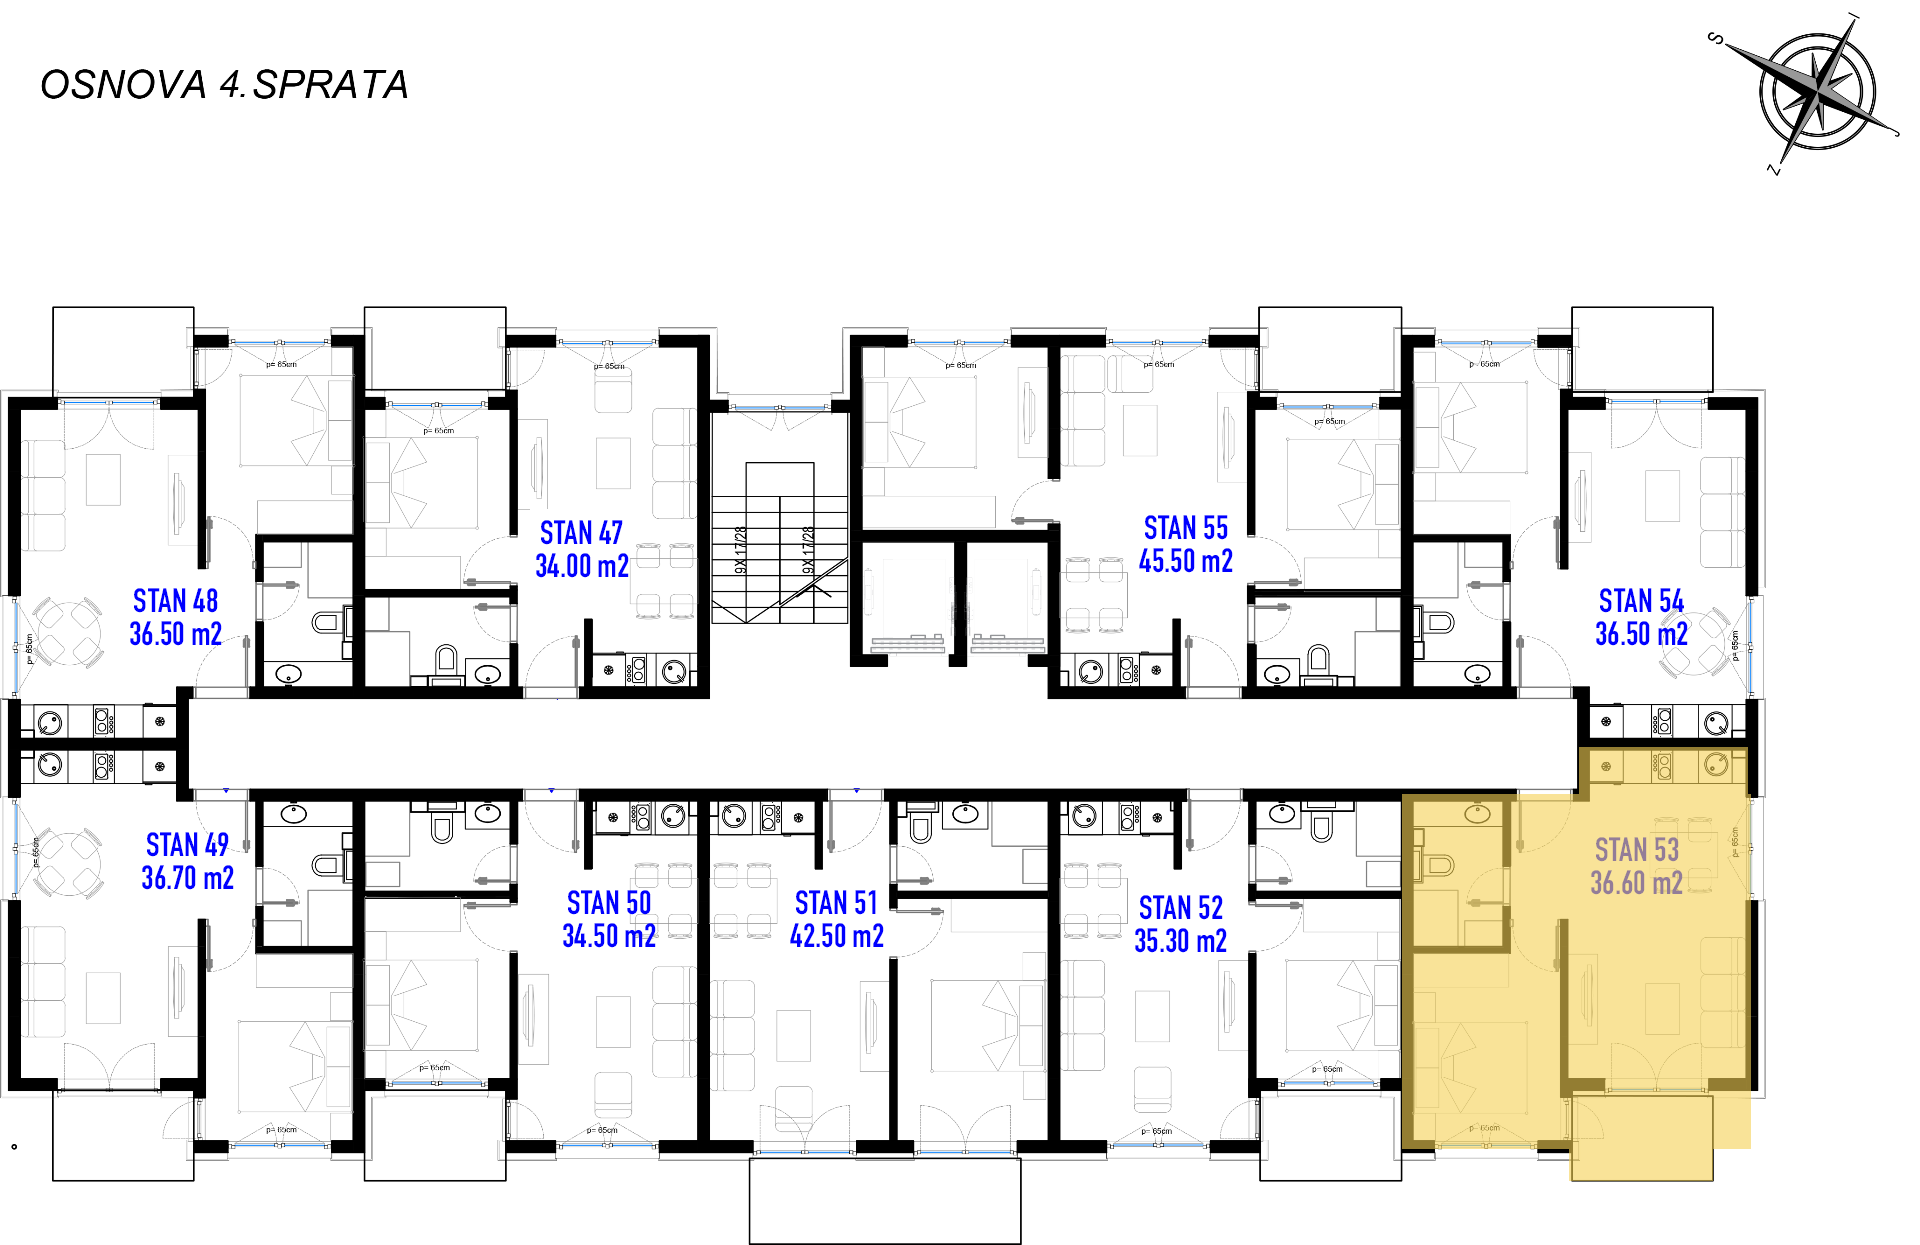 S
I
OSNOVA 4. SPRATA
J
Z
p= 65cm
p= 65cm
p= 65cm
p= 65cm
p= 65cm
p= 65cm
p= 65cm
STAN 47
34.00 m2
9X 17/28
9X 17/28
STAN 55
45.50 m2
STAN 48
36.50 m2
STAN 54
36.50 m2
p= 65cm
p= 65cm
STAN 49
36.70 m2
p= 65cm
STAN 53
36.60 m2
p= 65cm
STAN 50
34.50 m2
STAN 51
42.50 m2
STAN 52
35.30 m2
p= 65cm
p= 65cm
p= 65cm
p= 65cm
p= 65cm
p= 65cm